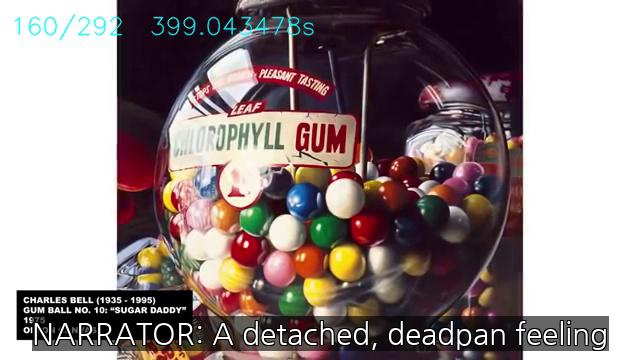 160/292 399.043478s
PLEASANT TASTING
LEAF
CHLOROPHYLL GUM
1¢
CHARLES BELL (1935 - 1995)
GUM BALL NO. 10: “SUGAR DADDY”
1975
NARRATOR: A detached, deadpan feeling